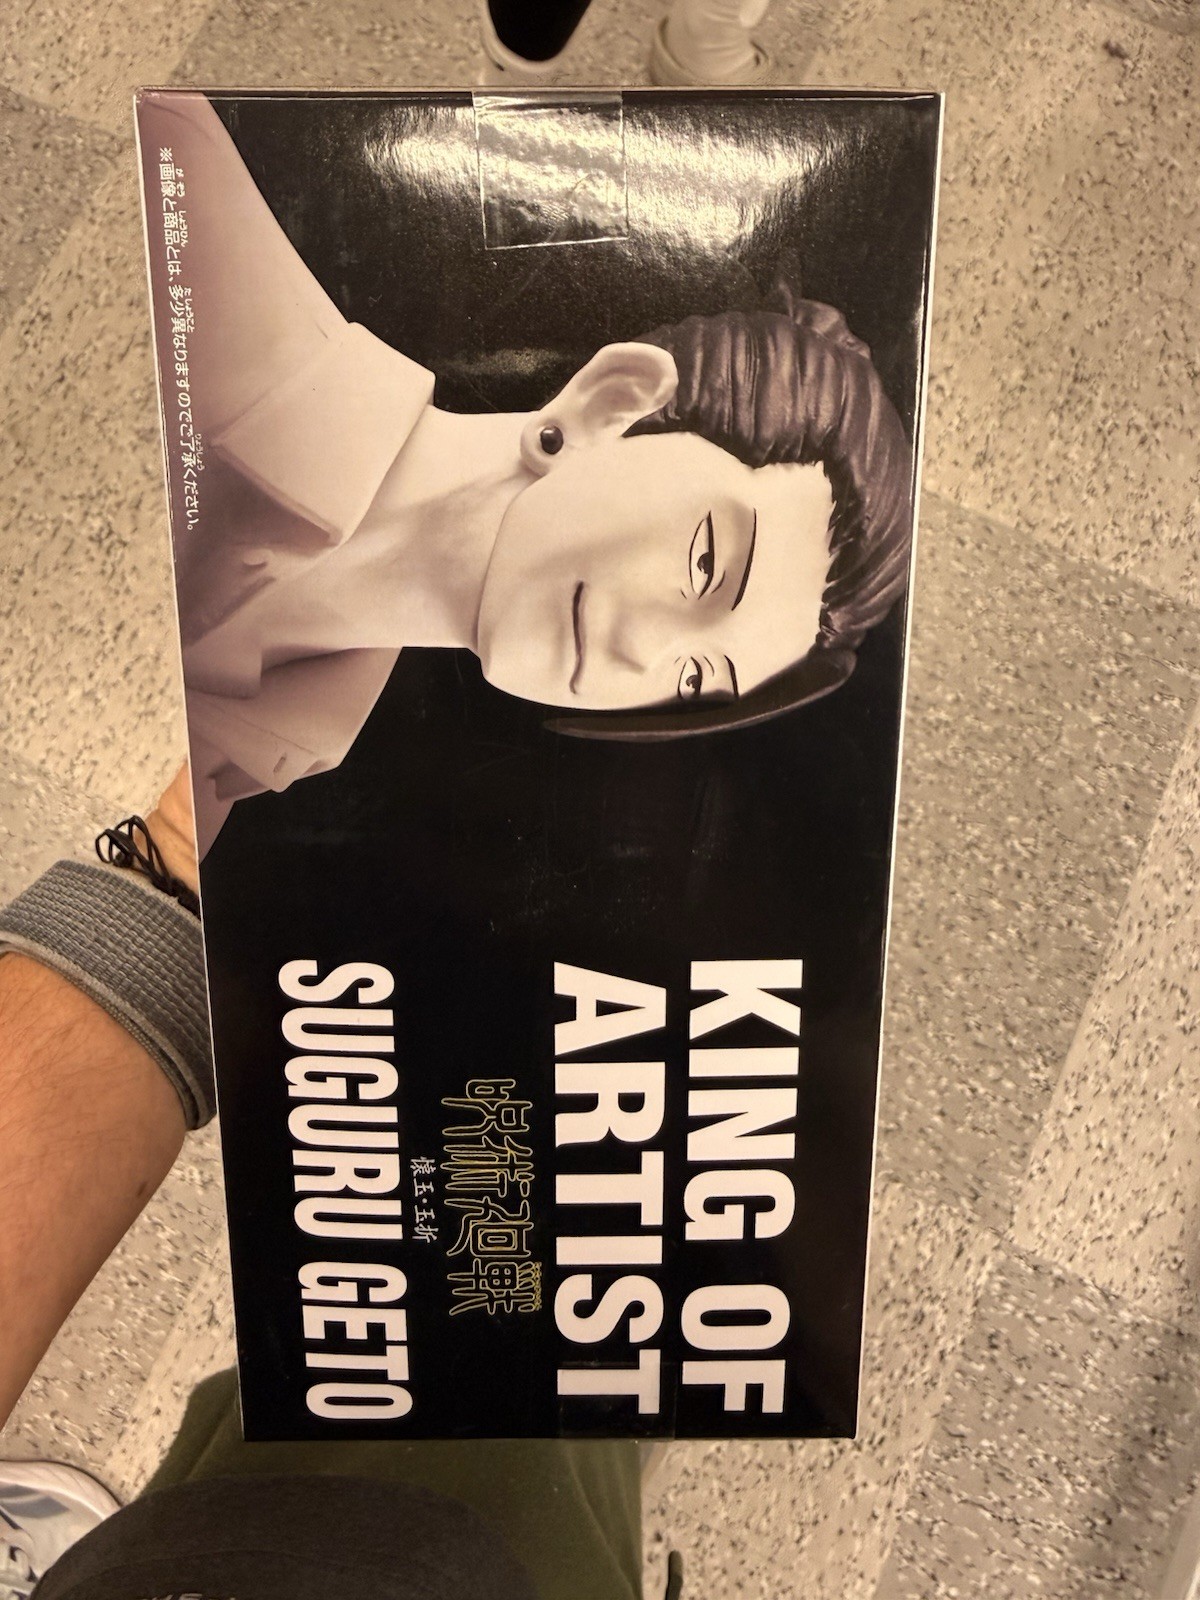 KING OF
ARTIST
呪術廻戦
懐玉・玉折
SUGURU GETO
※画像と商品とは、多少異なりますのでご了承ください。